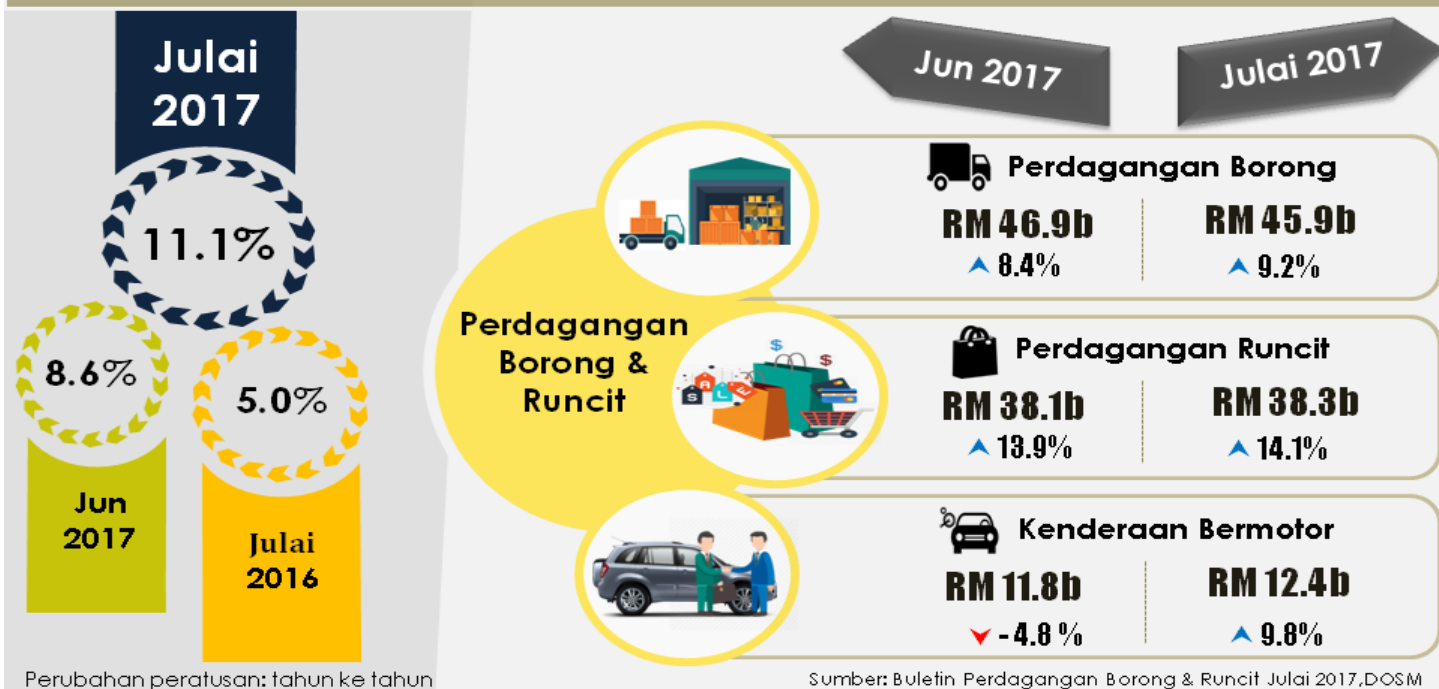 Julai
2017
11.1%
8.6%
5.0%
Jun
2017
Julai
2016
Perubahan peratusan: tahun ke tahun
Perdagangan
Borong &
Runcit
SALE
$
$
Jun 2017
Julai 2017
Perdagangan Borong
RM 46.9b
RM 45.9b
8.4%
9.2%
Perdagangan Runcit
RM 38.1b
RM 38.3b
13.9%
14.1%
Kenderaan Bermotor
RM 11.8b
RM 12.4b
-4.8 %
9.8%
Sumber: Buletin Perdagangan Borong & Runcit Julai 2017,DOSM